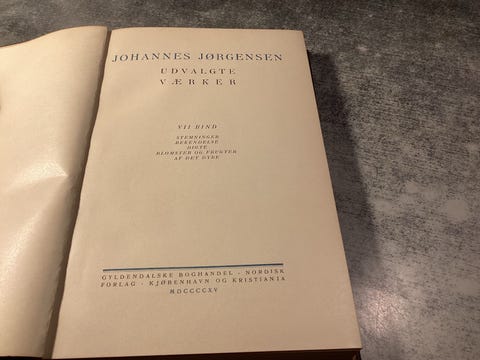 JOHANNES JØRGENSEN
UDVALGTE
VÆRKER
VII BIND
STEMNINGER
BEKENDELSE
DIGTE
BLOMSTER OG FRUGTER
AF DET DYBE
GYLDENDALSKE BOGHANDEL - NORDISK
FORLAG - KJØBENHAVN OG KRISTIANIA
MDCCCCXV